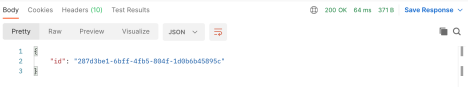 Body Cookies Headers (10) Test Results 200 OK 64 ms 371 B Save Response
Pretty Raw Preview Visualize JSON
1 {
2 "id": "287d3be1-6bff-4fb5-804f-1d0b6b45895c"
3 }